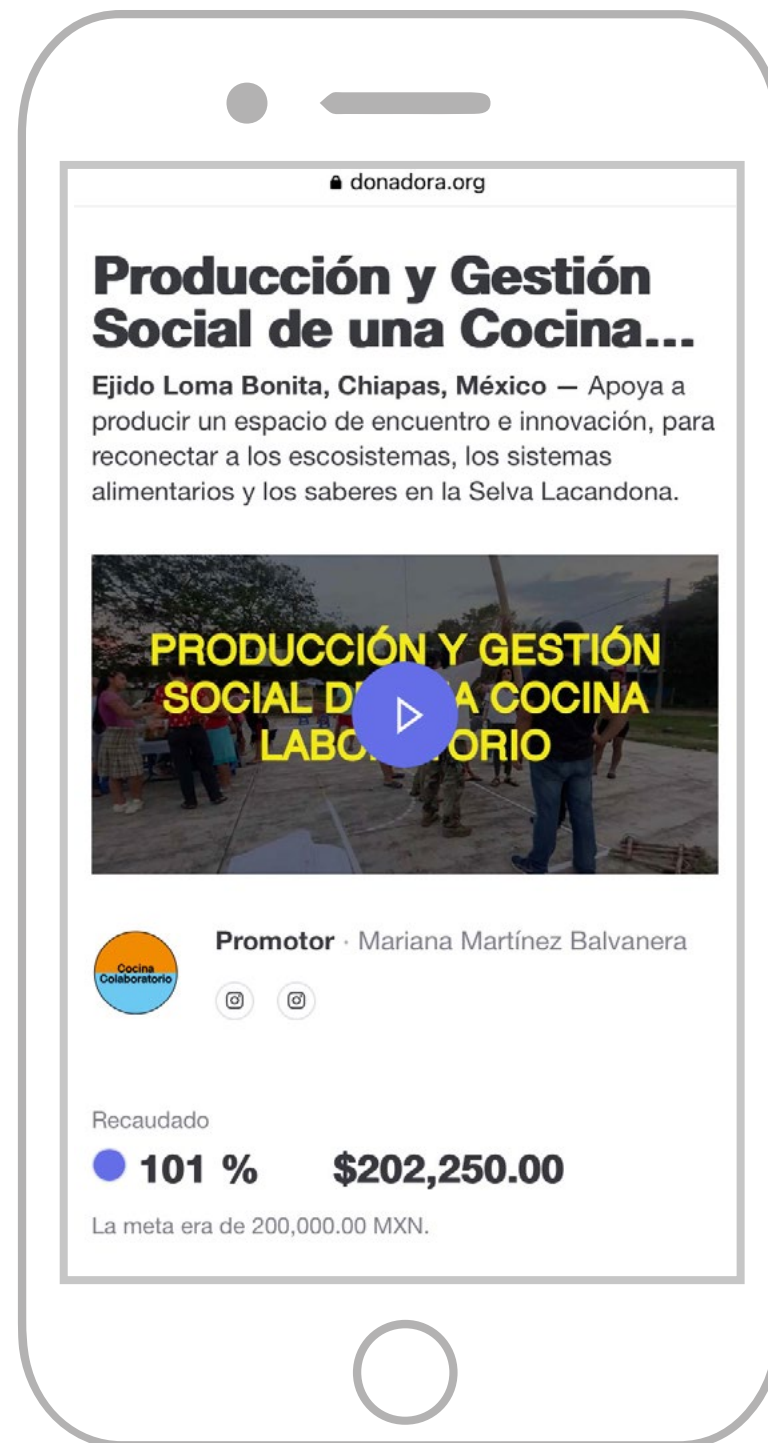 donadora.org
Producción y Gestión
Social de una Cocina...
Ejido Loma Bonita, Chiapas, México — Apoya a
producir un espacio de encuentro e innovación, para
reconectar a los escosistemas, los sistemas
alimentarios y los saberes en la Selva Lacandona.
PRODUCCIÓN Y GESTIÓN
SOCIAL A COCINA
Promotor · Mariana Martínez Balvanera
Cocina
Colaboratorio
Recaudado
101 % $202,250.00
La meta era de 200,000.00 MXN.